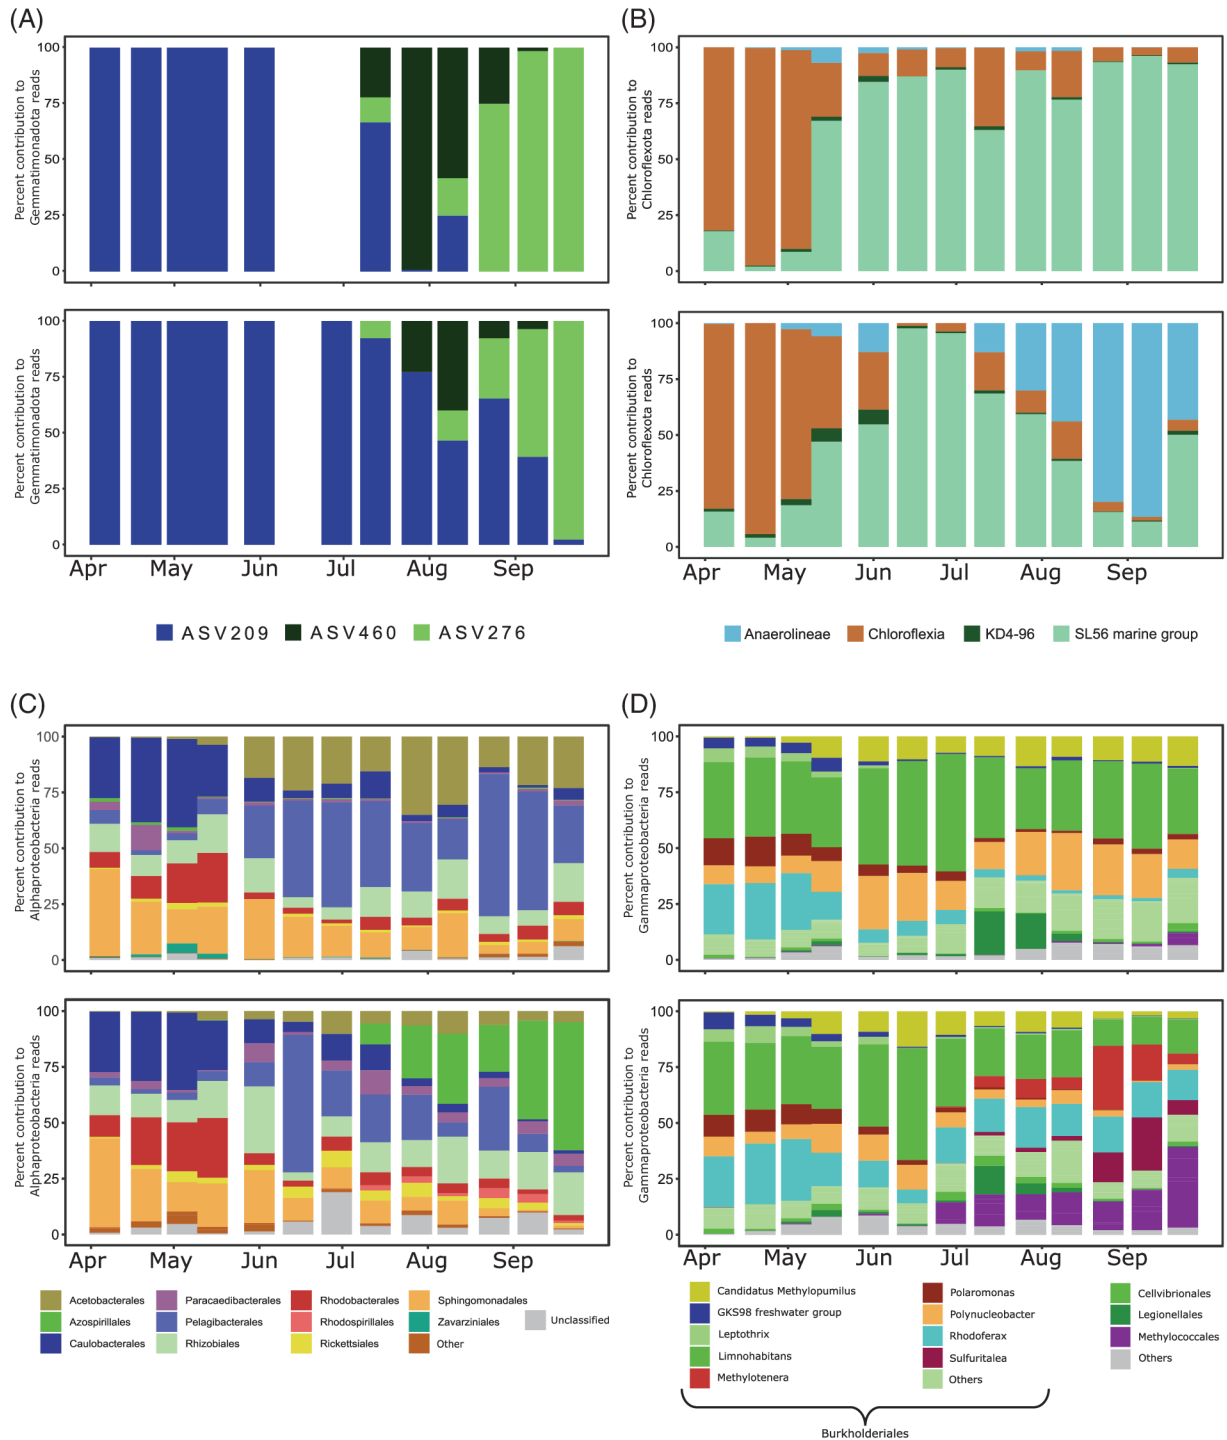 (A)
100
75
50
25
0
Percent contribution to
Gemmatimonadota reads
100
75
50
25
0
Percent contribution to
Gemmatimonadota reads
Apr May Jun Jul Aug Sep
ASV209 ASV460 ASV276
(B)
100
75
50
25
0
Percent contribution to
Chloroflexota reads
100
75
50
25
0
Percent contribution to
Chloroflexota reads
Apr May Jun Jul Aug Sep
Anaerolineae Chloroflexia KD4-96 SL56 marine group
(C)
100
75
50
25
0
Percent contribution to
Alphaproteobacteria reads
100
75
50
25
0
Percent contribution to
Alphaproteobacteria reads
Apr May Jun Jul Aug Sep
Acetobacterales Paracaedibacterales Rhodobacterales Sphingomonadales
Azospirillales Pelagibacterales Rhodospirillales Zavarziniales Unclassified
Caulobacterales Rhizobiales Rickettsiales Other
(D)
100
75
50
25
0
Percent contribution to
Gammaproteobacteria reads
100
75
50
25
0
Percent contribution to
Gammaproteobacteria reads
Apr May Jun Jul Aug Sep
Candidatus Methylopumilus Polaromonas Cellvibrionales
GKS98 freshwater group Polynucleobacter Legionellales
Leptothrix Rhodoferax Methylococcales
Limnohabitans Sulfuritalea Others
Methylotenera Others
Burkholderiales